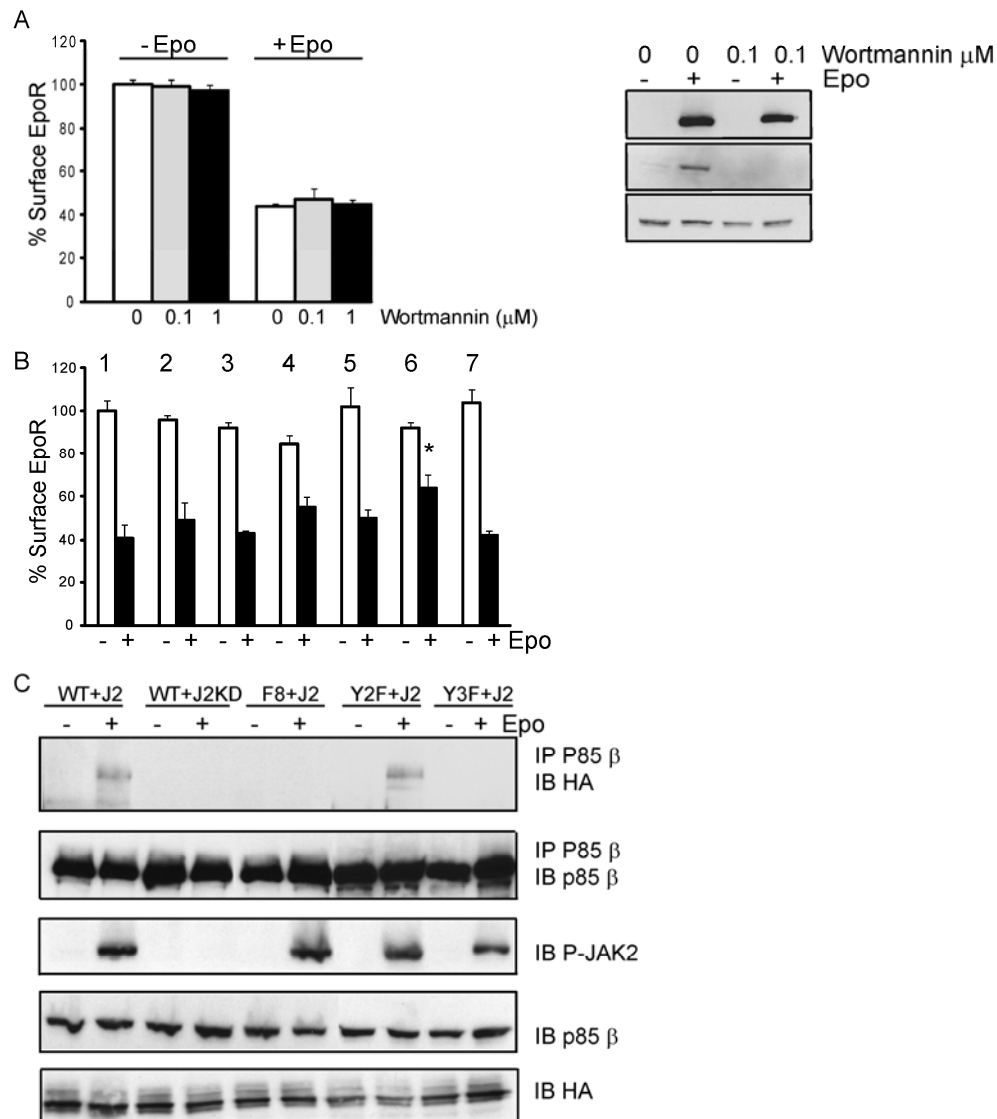 A
120
100
80
60
40
20
0
% Surface EpoR
- Epo
+ Epo
0 0.1 1 0 0.1 1 Wortmannin (μM)
0 0 0.1 0.1 Wortmannin μM
- + - + Epo
B
120
100
80
60
40
20
0
% Surface EpoR
1 2 3 4 5 6 7
*
- + - + - + - + - + - + - + Epo
C
WT+J2 WT+J2KD F8+J2 Y2F+J2 Y3F+J2
- + - + - + - + - + Epo
IP P85 β
IB HA
IP P85 β
IB p85 β
IB P-JAK2
IB p85 β
IB HA